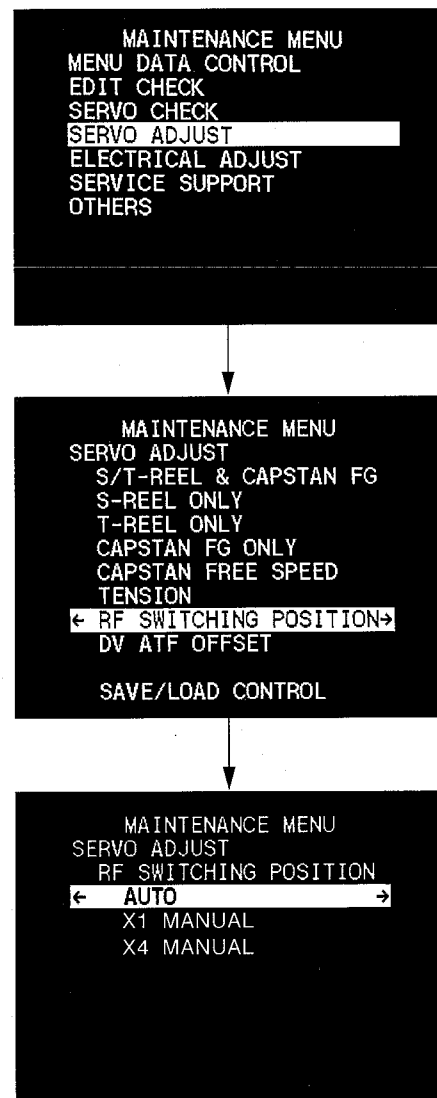 MAINTENANCE MENU
MENU DATA CONTROL
EDIT CHECK
SERVO CHECK
SERVO ADJUST
ELECTRICAL ADJUST
SERVICE SUPPORT
OTHERS
MAINTENANCE MENU
SERVO ADJUST
S/T-REEL & CAPSTAN FG
S-REEL ONLY
T-REEL ONLY
CAPSTAN FG ONLY
CAPSTAN FREE SPEED
TENSION
← RF SWITCHING POSITION→
DV ATF OFFSET
SAVE/LOAD CONTROL
MAINTENANCE MENU
SERVO ADJUST
RF SWITCHING POSITION
← AUTO →
X1 MANUAL
X4 MANUAL